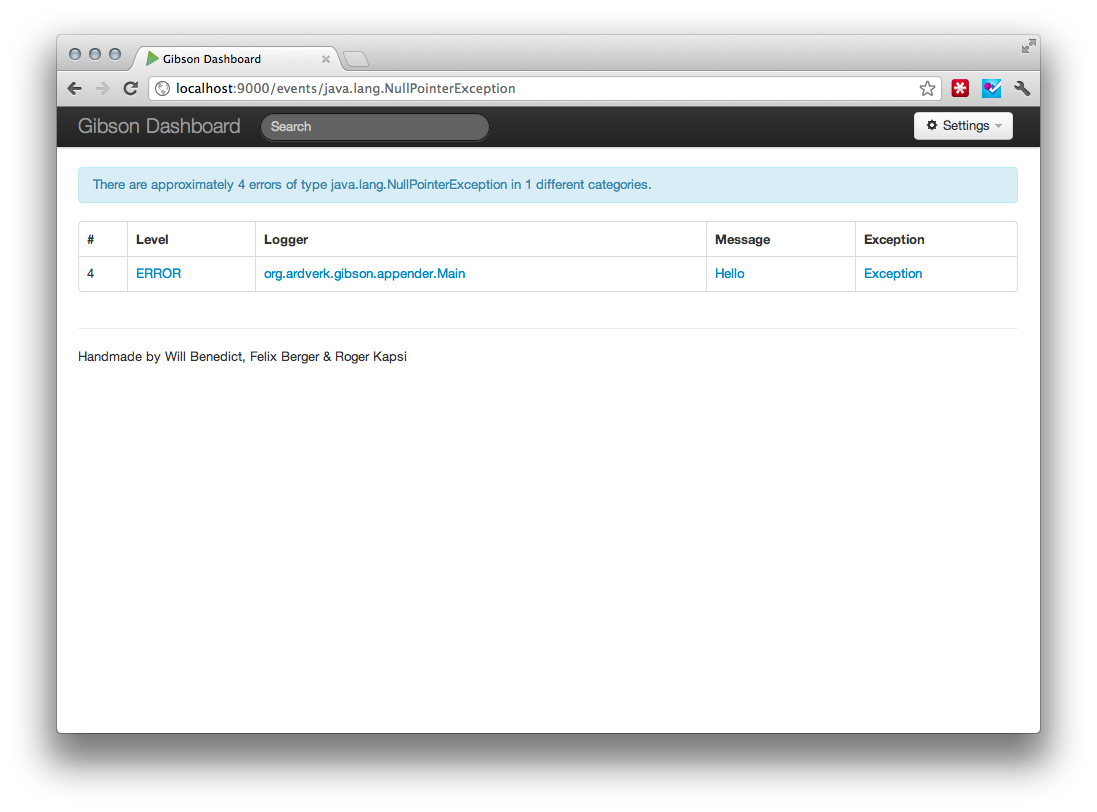 Gibson Dashboard
localhost:9000/events/java.lang.NullPointerException
Gibson Dashboard Search Settings
There are approximately 4 errors of type java.lang.NullPointerException in 1 different categories.
# Level Logger Message Exception
4 ERROR org.ardverk.gibson.appender.Main Hello Exception
Handmade by Will Benedict, Felix Berger & Roger Kapsi